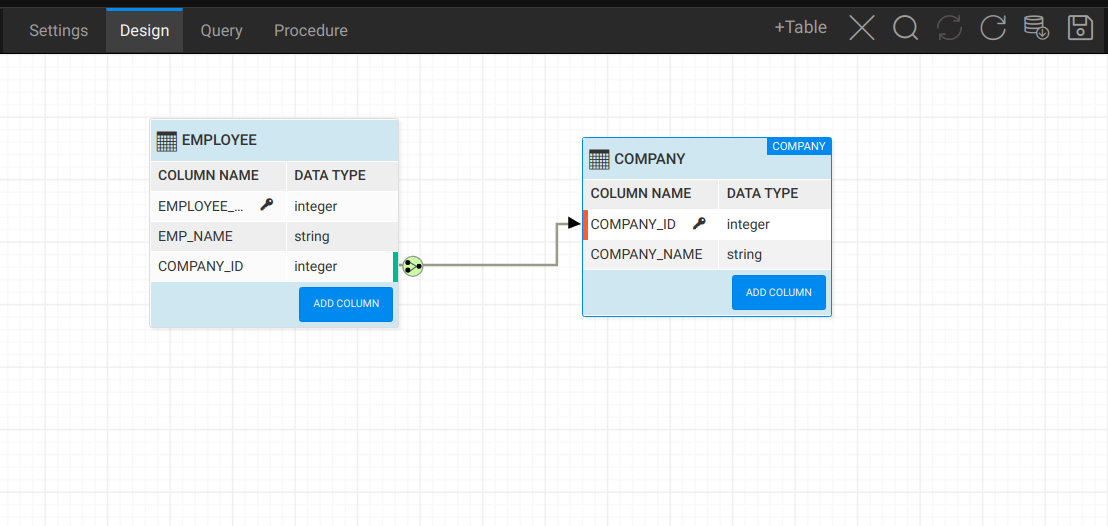 Settings Design Query Procedure +Table
EMPLOYEE
COLUMN NAME DATA TYPE
EMPLOYEE_... integer
EMP_NAME string
COMPANY_ID integer
ADD COLUMN
COMPANY
COMPANY
COLUMN NAME DATA TYPE
COMPANY_ID integer
COMPANY_NAME string
ADD COLUMN